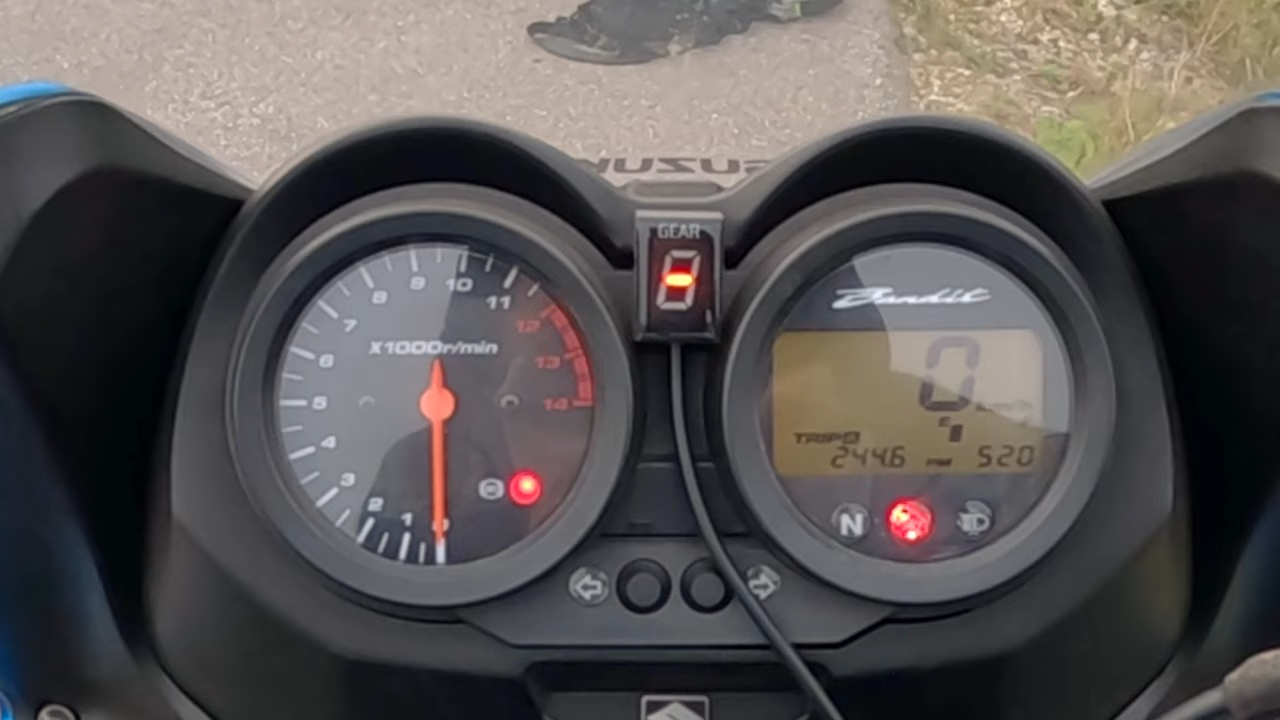 SUZUKI
GEAR
9 10
8 11
7 12
x1000r/min
6 13
5 14
4
3
2 1 0
Bandit
0
TRIP
244.6 PM 520
N